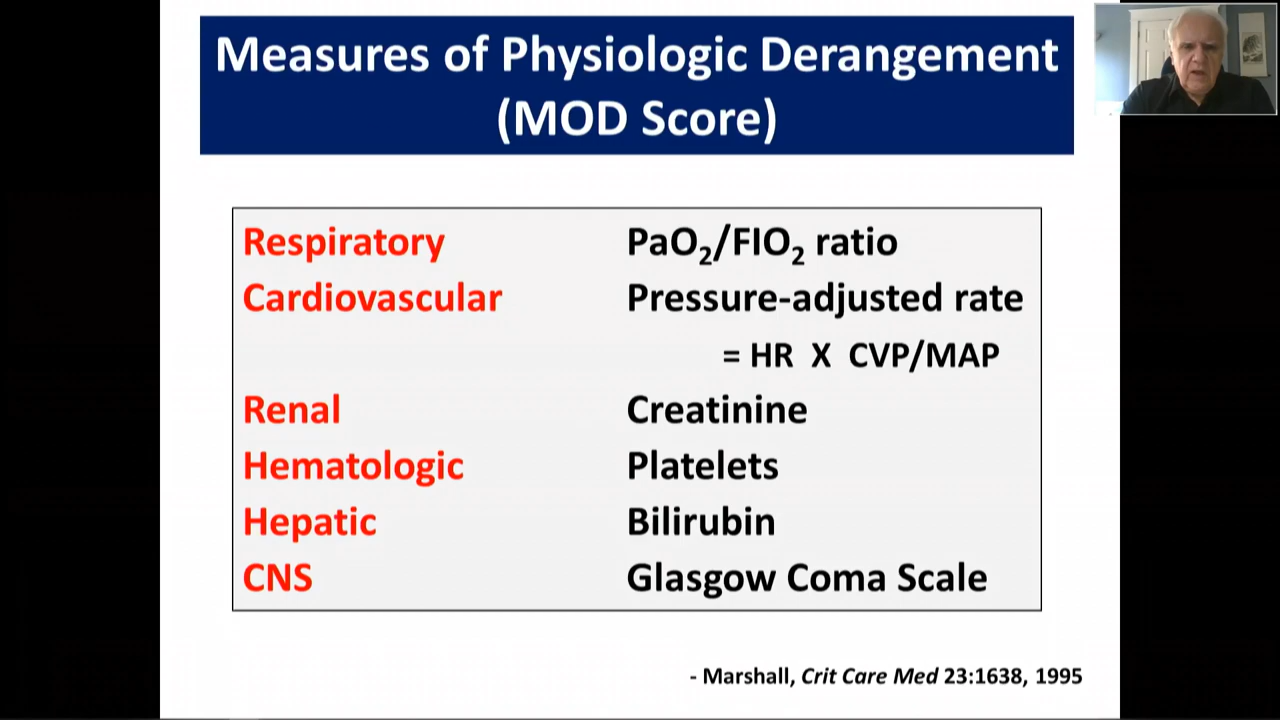 Measures of Physiologic Derangement
(MOD Score)
Respiratory PaO₂/FIO₂ ratio
Cardiovascular Pressure-adjusted rate
= HR X CVP/MAP
Renal Creatinine
Hematologic Platelets
Hepatic Bilirubin
CNS Glasgow Coma Scale
- Marshall, Crit Care Med 23:1638, 1995